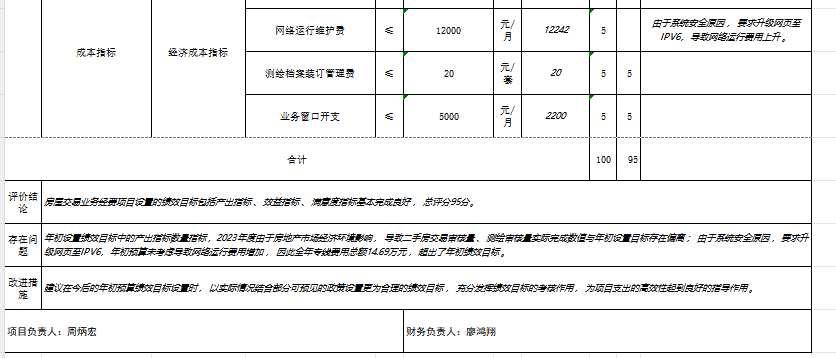 成本指标
经济成本指标
网络运行维护费 ≤ 12000 元/月 12242 5 由于系统安全原因，要求升级网页至IPV6，导致网络运行费用上升。
测绘档案装订管理费 ≤ 20 元/套 20 5 5
业务窗口开支 ≤ 5000 元/月 2200 5 5
合计 100 95
评价结论 房屋交易业务经费项目设置的绩效目标包括产出指标、效益指标、满意度指标基本完成良好，总评分95分。
存在问题 年初设置绩效目标中的产出指标数量指标，2023年度由于房地产市场经济环境影响，导致二手房交易审核量、测绘审核量实际完成数值与年初设置目标存在偏离；由于系统安全原因，要求升
级网页至IPV6，年初预算未考虑导致网络运行费用增加，因此全年专线费用总额14.69万元，超出了年初绩效目标。
改进措施 建议在今后的年初预算绩效目标设置时，以实际情况结合部分可预见的政策设置更为合理的绩效目标，充分发挥绩效目标的考核作用，为项目支出的高效性起到良好的指导作用。
项目负责人：周炳宏 财务负责人：廖鸿翔